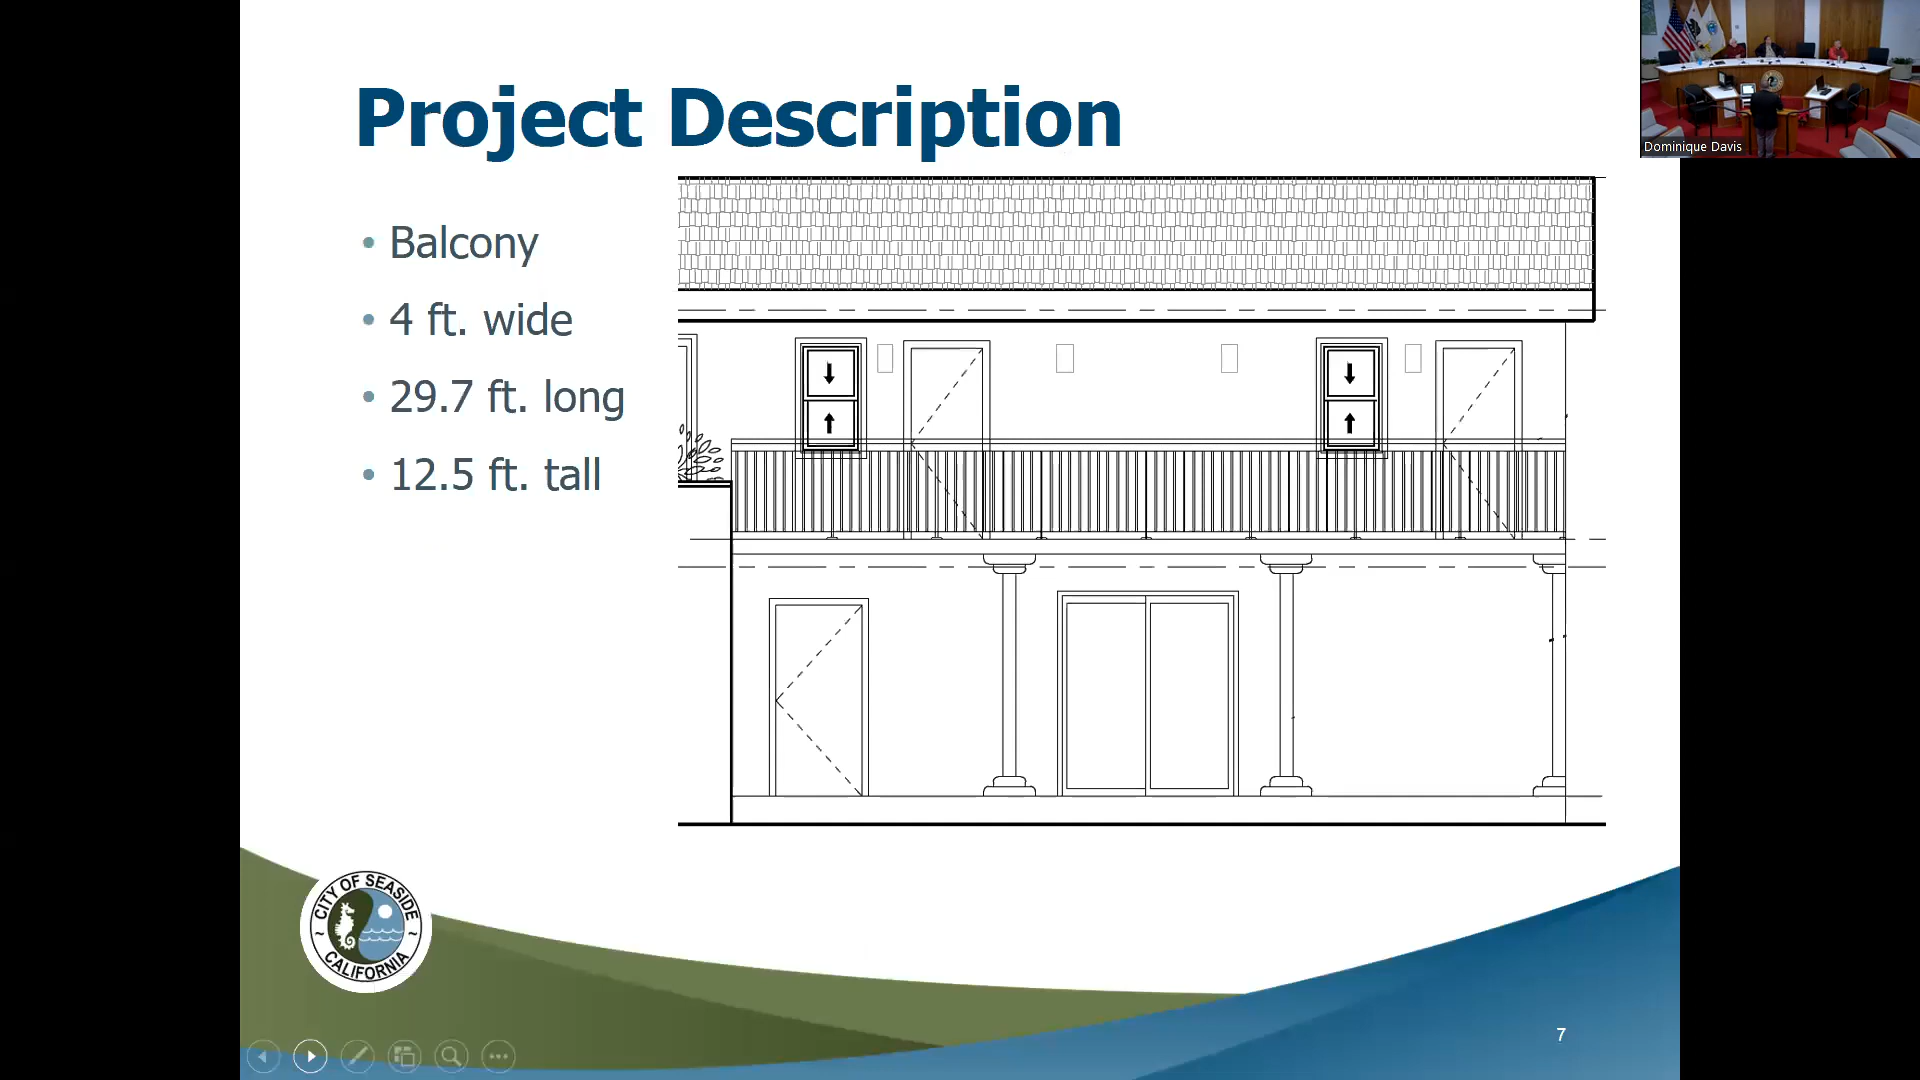 Project Description
• Balcony
• 4 ft. wide
• 29.7 ft. long
• 12.5 ft. tall
Dominique Davis
CITY OF SEASIDE
~ ~
CALIFORNIA
7